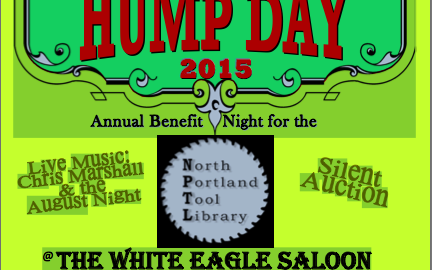 HUMP DAY
2015
Annual Benefit Night for the
Live Music:
Chris Marshall
& the
August Night
North
Portland
Tool
Library
Silent
Auction
@ THE WHITE EAGLE SALOON